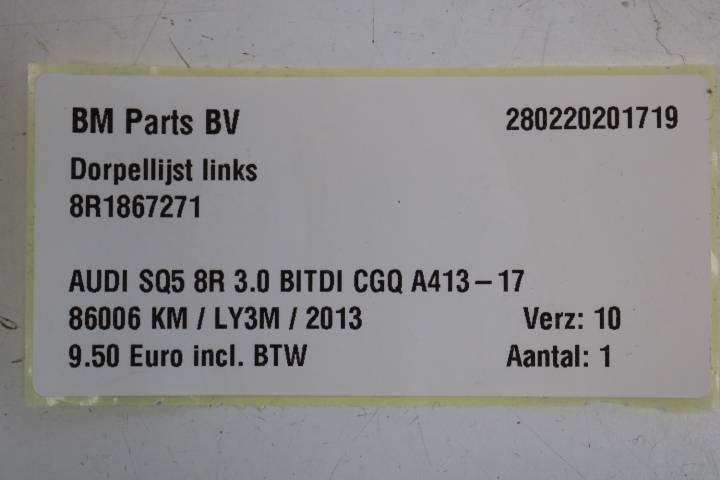 BM Parts BV 280220201719
Dorpellijst links
8R1867271
AUDI SQ5 8R 3.0 BITDI CGQ A413-17
86006 KM / LY3M / 2013 Verz: 10
9.50 Euro incl. BTW Aantal: 1